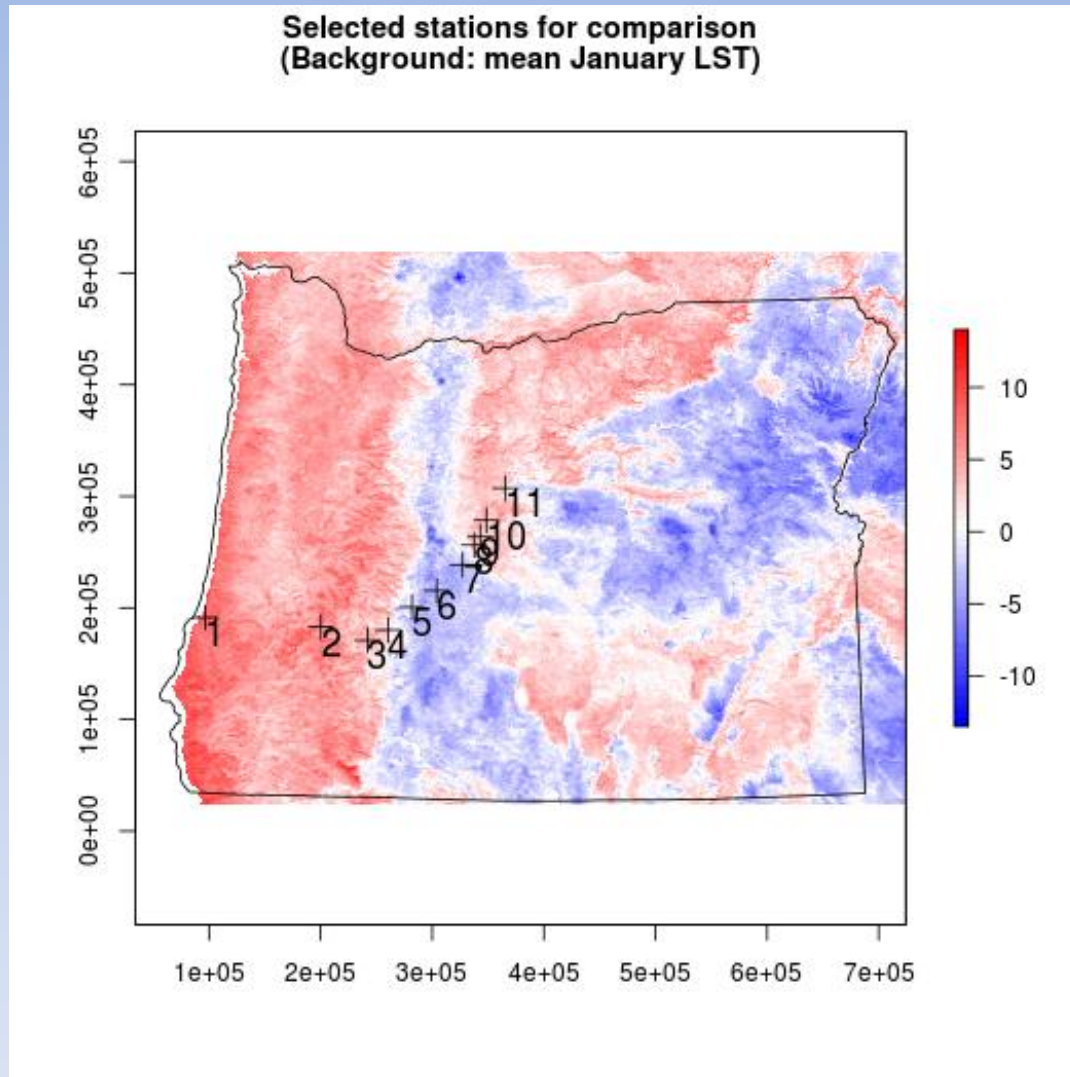 Selected stations for comparison
(Background: mean January LST)
6e+05
5e+05
4e+05
3e+05
2e+05
1e+05
0e+00
11
10
9
8
7
6
5
4
3
2
1
10
5
0
-5
-10
1e+05 2e+05 3e+05 4e+05 5e+05 6e+05 7e+05